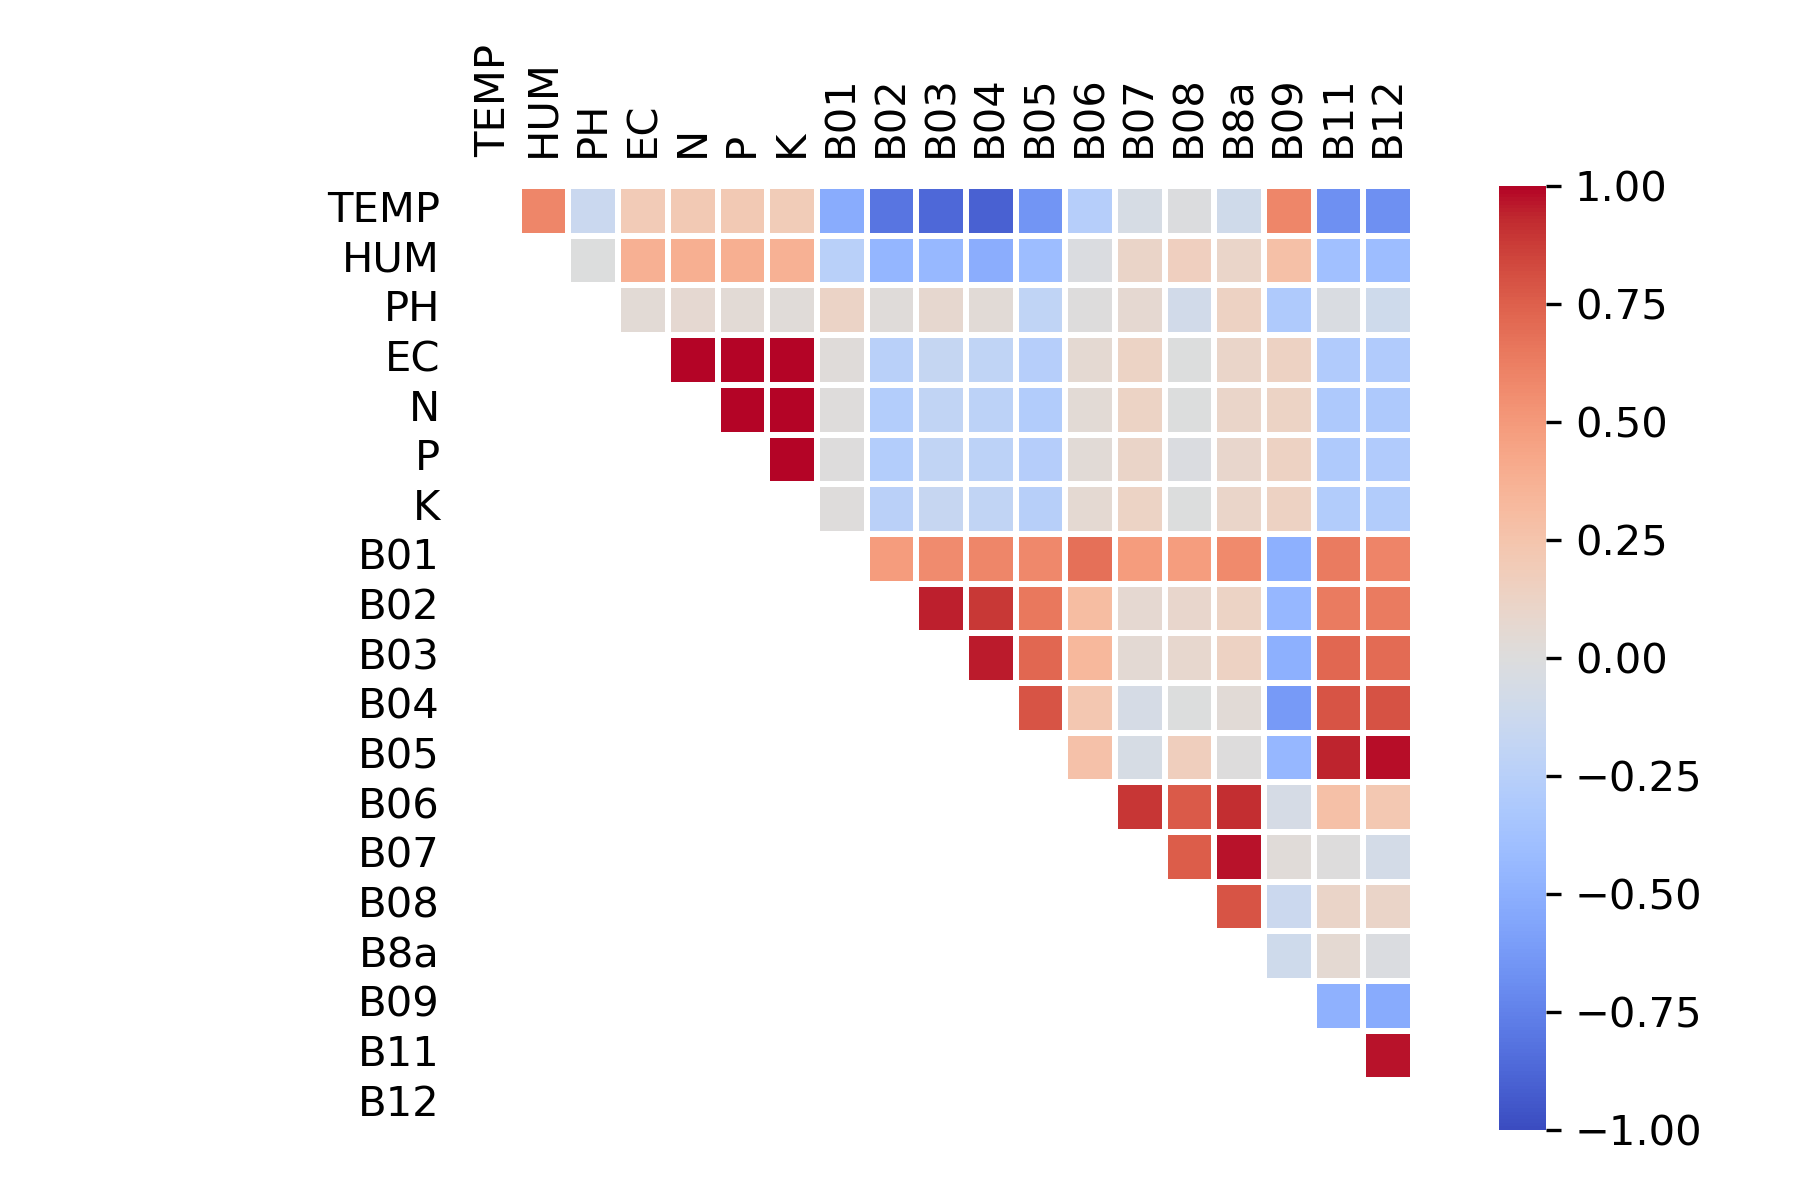 TEMP HUM PH EC N P K B01 B02 B03 B04 B05 B06 B07 B08 B8a B09 B11 B12
TEMP
HUM
PH
EC
N
P
K
B01
B02
B03
B04
B05
B06
B07
B08
B8a
B09
B11
B12
1.00
0.75
0.50
0.25
0.00
−0.25
−0.50
−0.75
−1.00